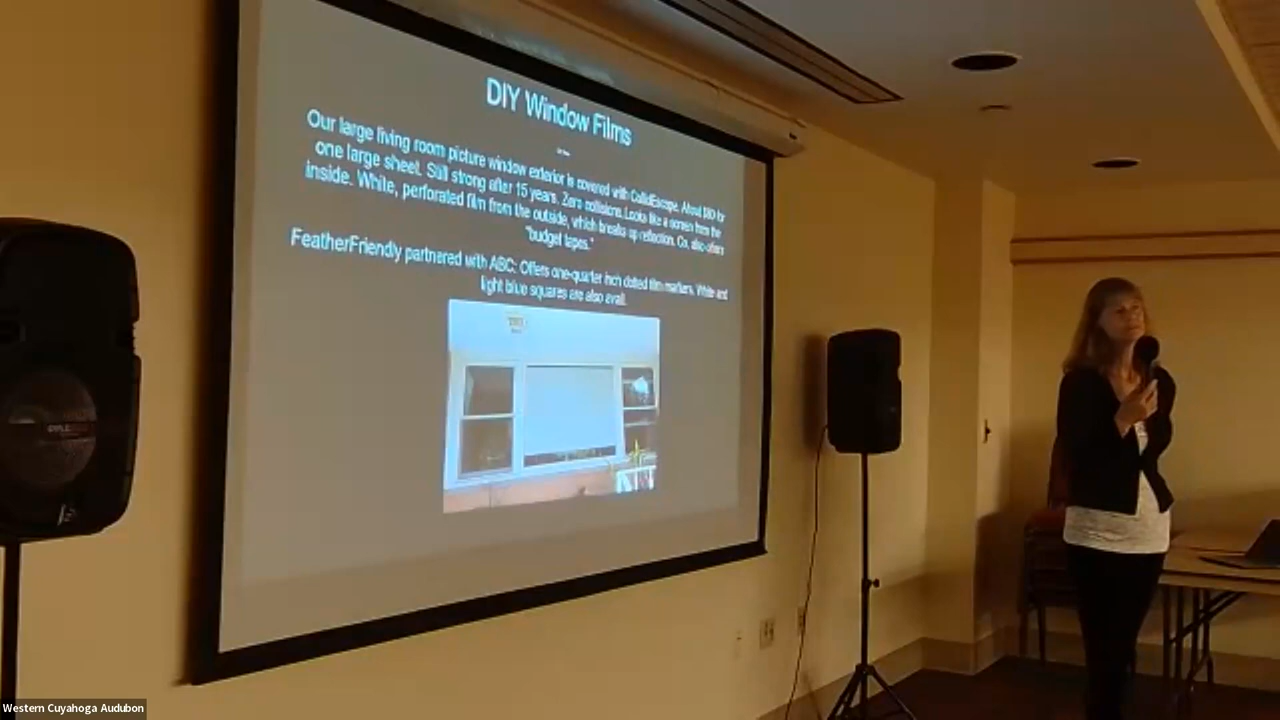 DIY Window Films
Our large living room picture window exterior is covered with CollidEscape. About $80 for
one large sheet. Still strong after 15 years. Zero collisions. Looks like a screen from the
inside. White, perforated film from the outside, which breaks up reflection. Co. also offers
"budget tapes."
FeatherFriendly partnered with ABC: Offers one-quarter inch dotted film markers. White and
light blue squares are also avail.
PYLE
Western Cuyahoga Audubon